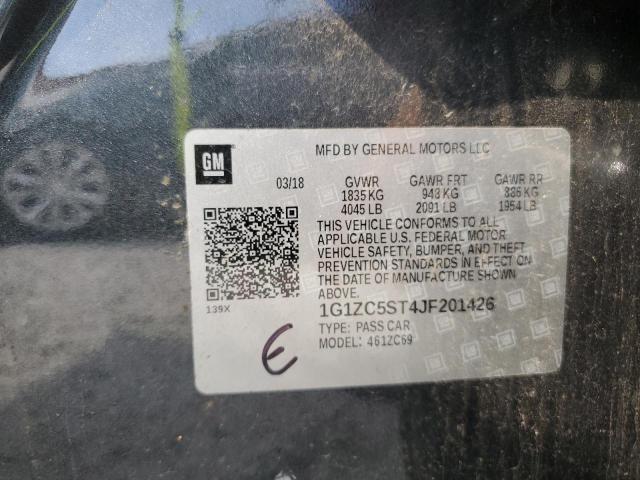 GM
MFD BY GENERAL MOTORS LLC
03/18 GVWR GAWR FRT GAWR RR
1835 KG 948 KG 886 KG
4045 LB 2091 LB 1954 LB
THIS VEHICLE CONFORMS TO ALL
APPLICABLE U.S. FEDERAL MOTOR
VEHICLE SAFETY, BUMPER, AND THEFT
PREVENTION STANDARDS IN EFFECT ON
THE DATE OF MANUFACTURE SHOWN
ABOVE.
139X
1G1ZC5ST4JF201426
TYPE: PASS CAR
MODEL: 461ZC69
E